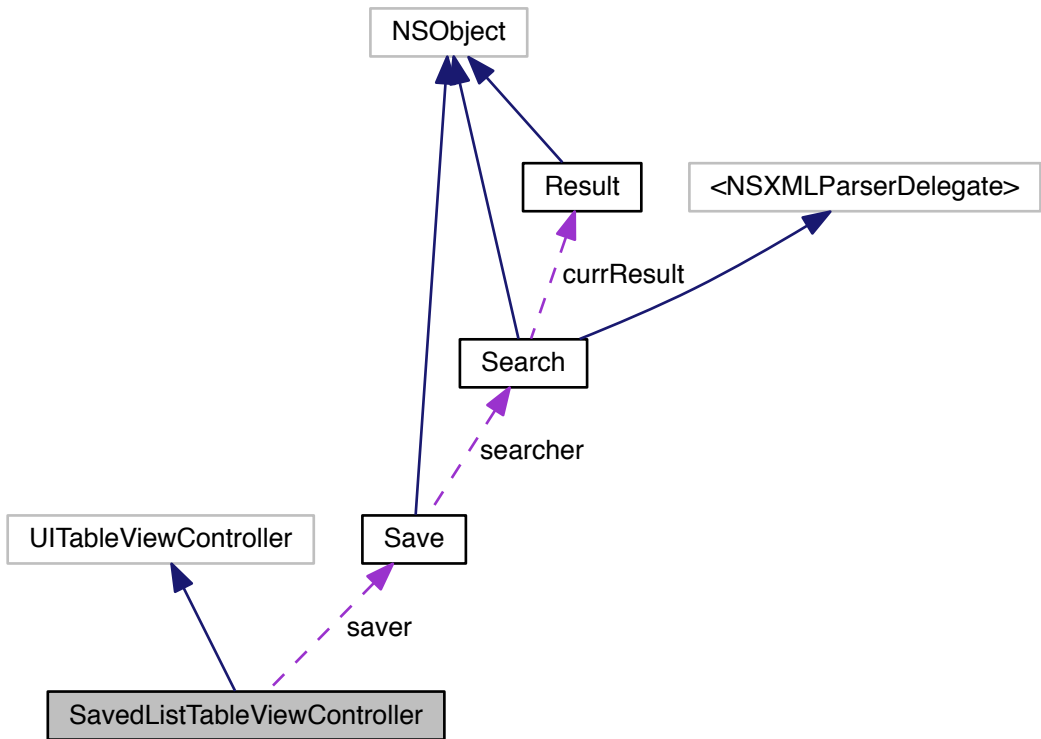 NSObject
Result
<NSXMLParserDelegate>
currResult
Search
searcher
UITableViewController
Save
saver
SavedListTableViewController